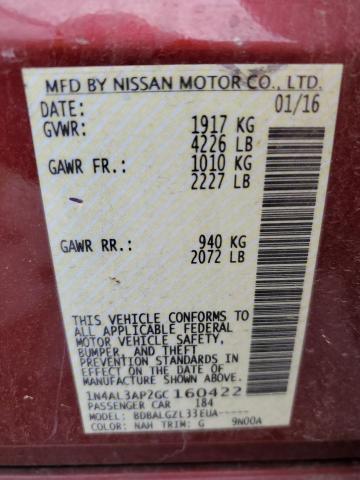 MFD BY NISSAN MOTOR CO., LTD.
DATE: 01/16
GVWR: 1917 KG
4226 LB
GAWR FR.: 1010 KG
2227 LB
GAWR RR.: 940 KG
2072 LB
THIS VEHICLE CONFORMS TO
ALL APPLICABLE FEDERAL
MOTOR VEHICLE SAFETY,
BUMPER, AND THEFT
PREVENTION STANDARDS IN
EFFECT ON THE DATE OF
MANUFACTURE SHOWN ABOVE.
1N4AL3AP2GC 160422
PASSENGER CAR I84
MODEL: BDBALGZL33EUA-----
COLOR: NAH TRIM: G 9N00A